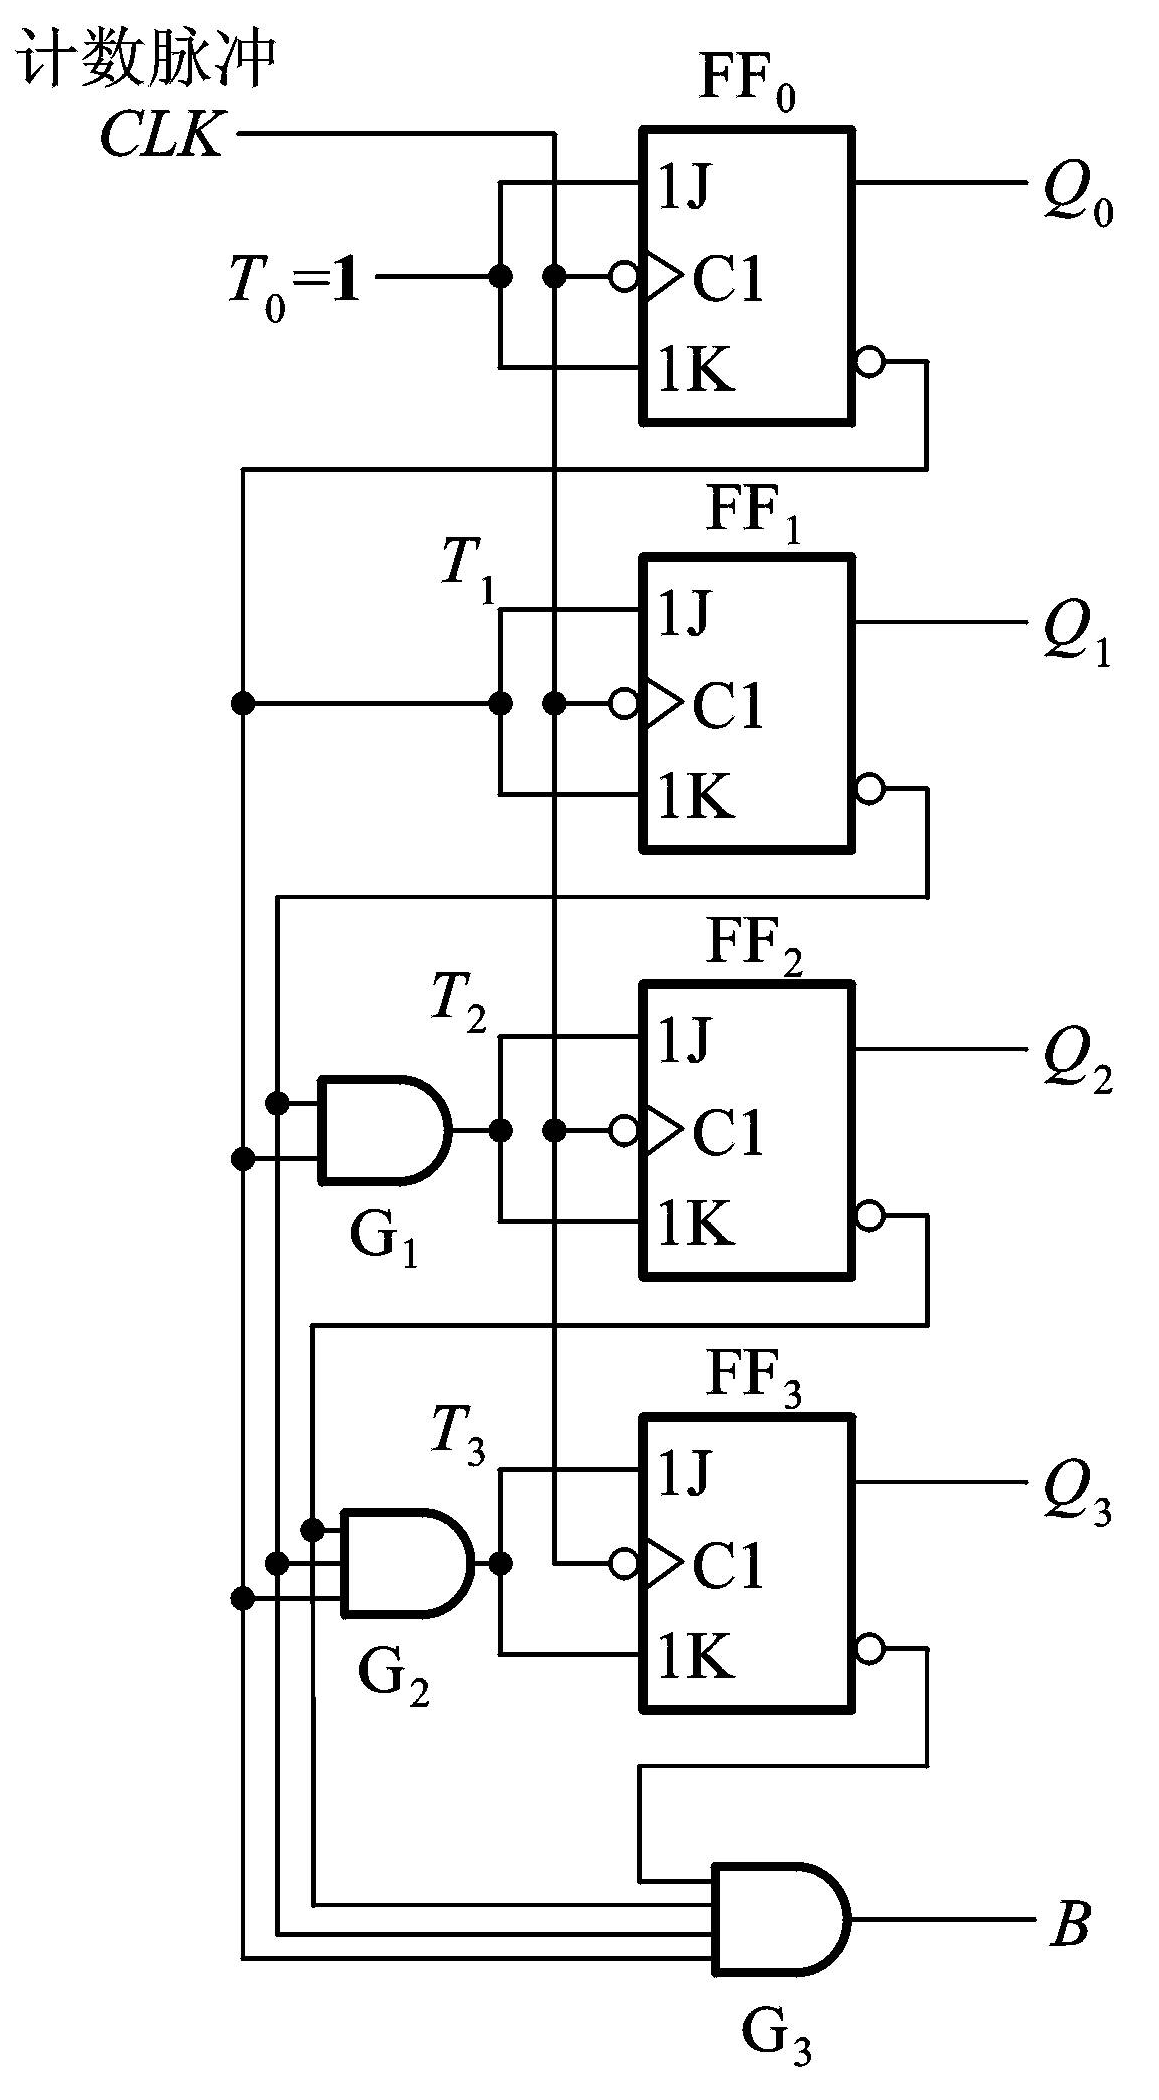 计数脉冲
CLK
FF₀
1J
Q₀
T₀=1
C1
1K
FF₁
T₁
1J
Q₁
C1
1K
FF₂
T₂
1J
Q₂
C1
1K
G₁
FF₃
T₃
1J
Q₃
C1
1K
G₂
B
G₃